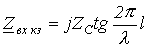 Z_вх кз = jZ_C tg 2π/λ l